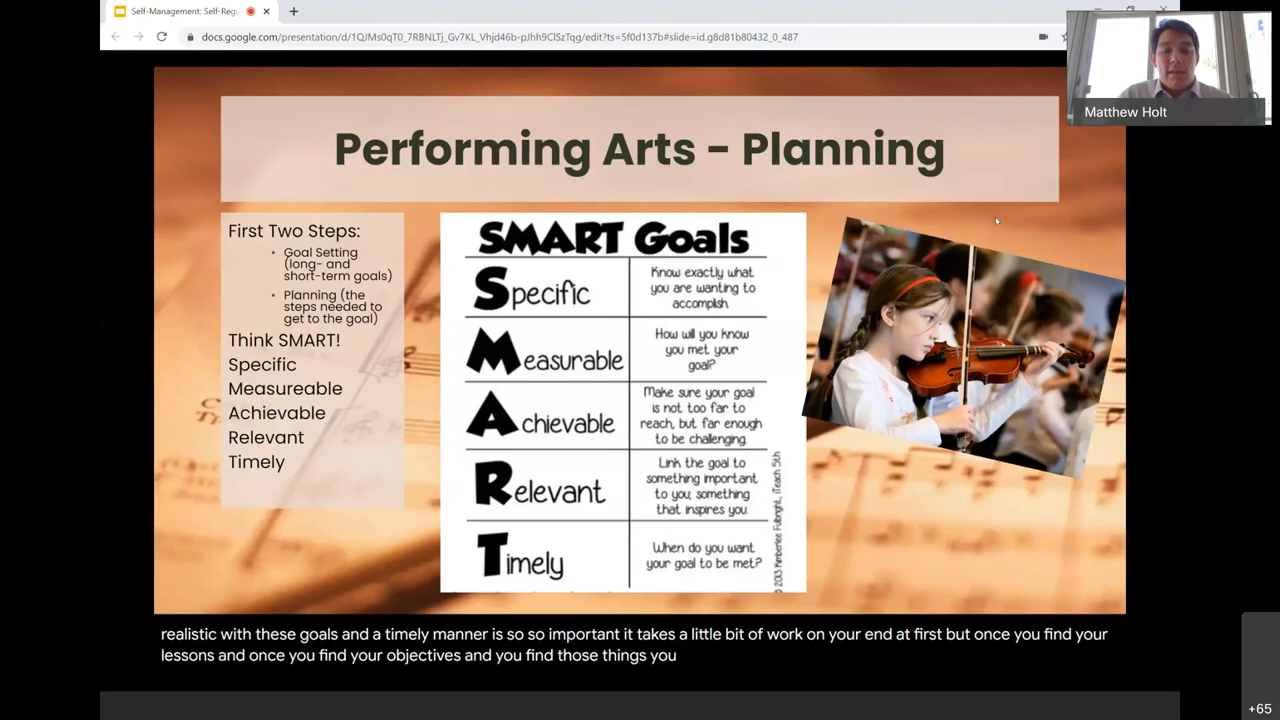 Self-Management: Self-Regu
docs.google.com/presentation/d/1QJMs0qT0_7RBNLTj_Gv7KL_Vhjd46b-pJhh9ClSzTqg/edit?ts=5f0d137b#slide=id.g8d81b80432_0_487
Matthew Holt
Performing Arts - Planning
First Two Steps:
• Goal Setting
(long- and
short-term goals)
• Planning (the
steps needed to
get to the goal)
Think SMART!
Specific
Measureable
Achievable
Relevant
Timely
SMART Goals
Specific
Know exactly what
you are wanting to
accomplish.
Measurable
How will you know
you met your
goal?
Achievable
Make sure your goal
is not too far to
reach, but far enough
to be challenging.
Relevant
Link the goal to
something important
to you; something
that inspires you.
Timely
When do you want
your goal to be met?
© 2013 Kimberlee Fulbright, iTeach 5th
realistic with these goals and a timely manner is so so important it takes a little bit of work on your end at first but once you find your
lessons and once you find your objectives and you find those things you
+65